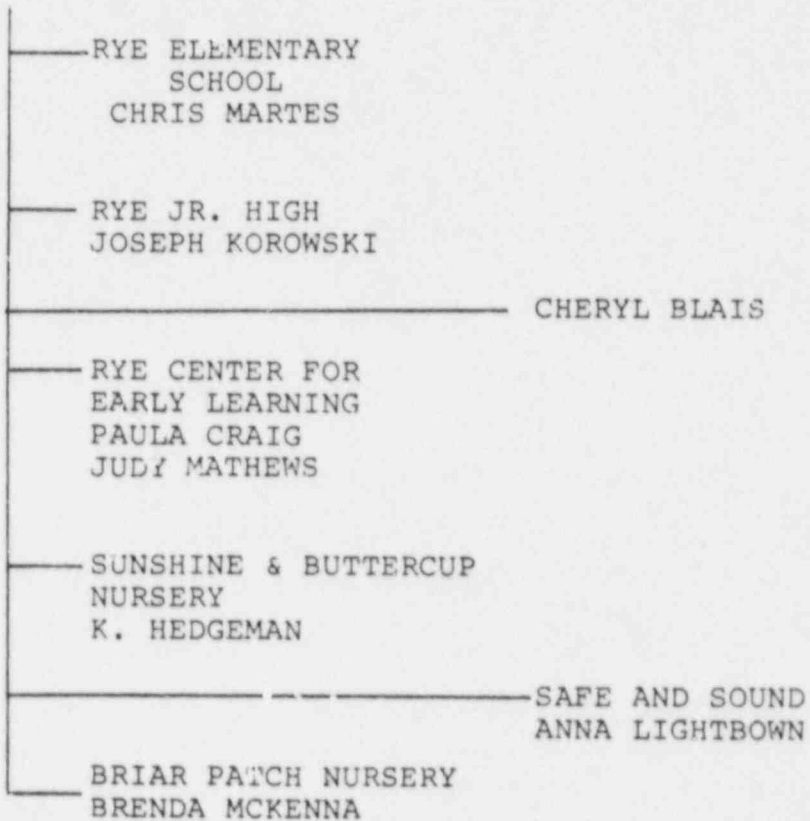 RYE ELEMENTARY
SCHOOL
CHRIS MARTES
RYE JR. HIGH
JOSEPH KOROWSKI
CHERYL BLAIS
RYE CENTER FOR
EARLY LEARNING
PAULA CRAIG
JUDY MATHEWS
SUNSHINE & BUTTERCUP
NURSERY
K. HEDGEMAN
SAFE AND SOUND
ANNA LIGHTBOWN
BRIAR PATCH NURSERY
BRENDA MCKENNA